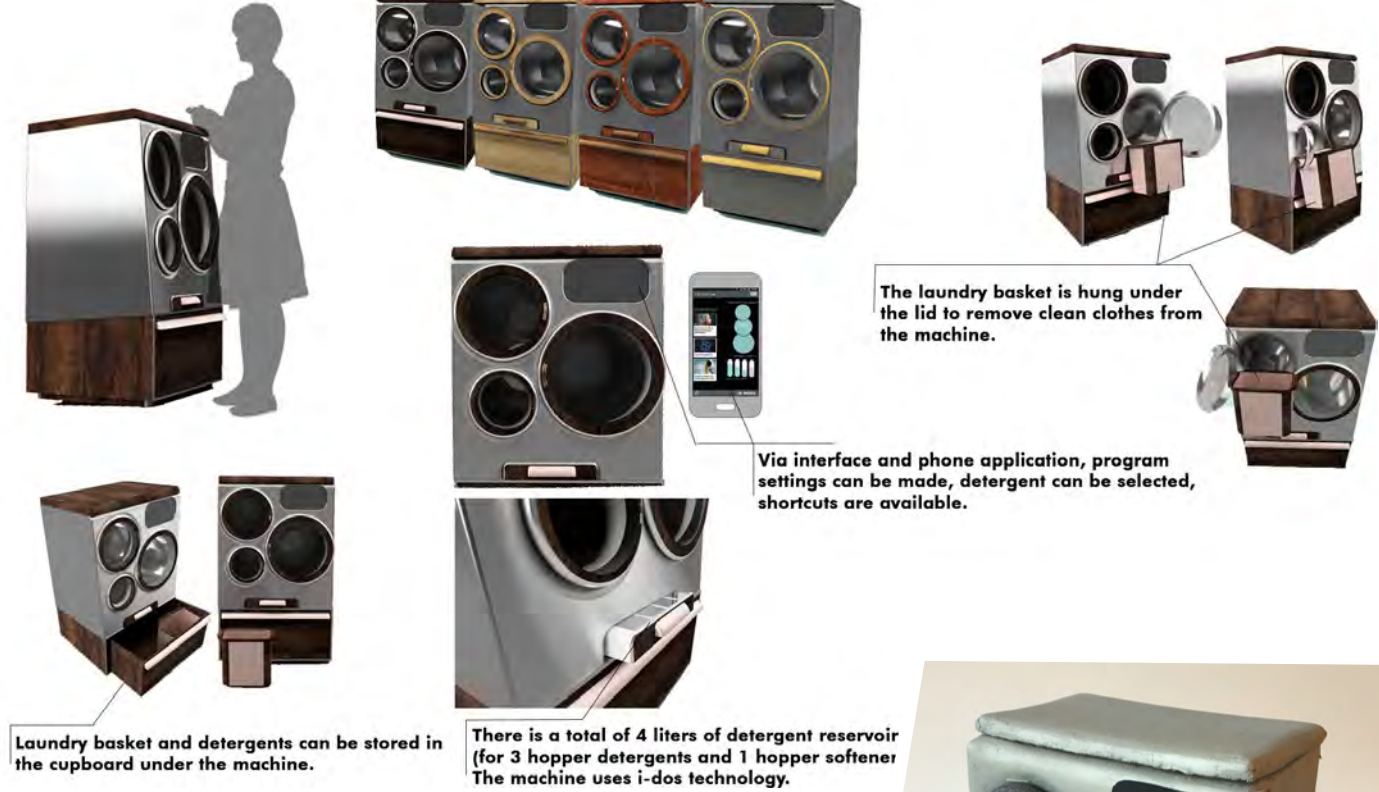 The laundry basket is hung under
the lid to remove clean clothes from
the machine.
Via interface and phone application, program
settings can be made, detergent can be selected,
shortcuts are available.
Laundry basket and detergents can be stored in
the cupboard under the machine.
There is a total of 4 liters of detergent reservoir
(for 3 hopper detergents and 1 hopper softener
The machine uses i-dos technology.